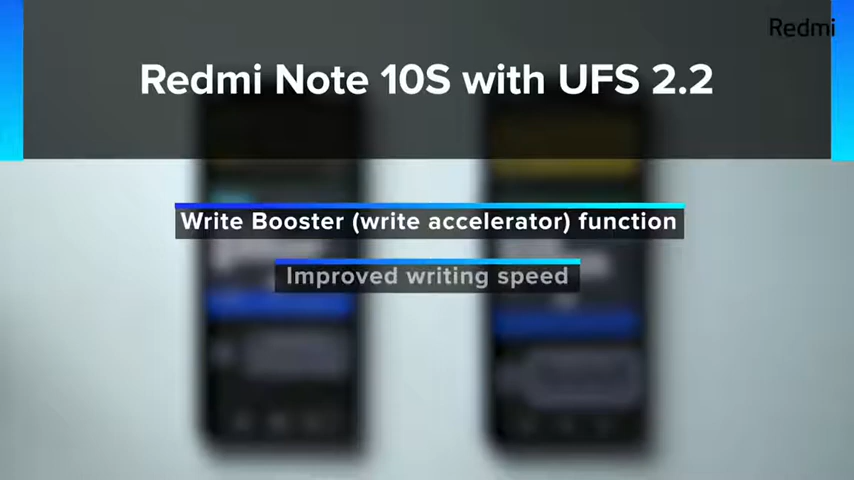 Redmi
Redmi Note 10S with UFS 2.2
Write Booster (write accelerator) function
Improved writing speed